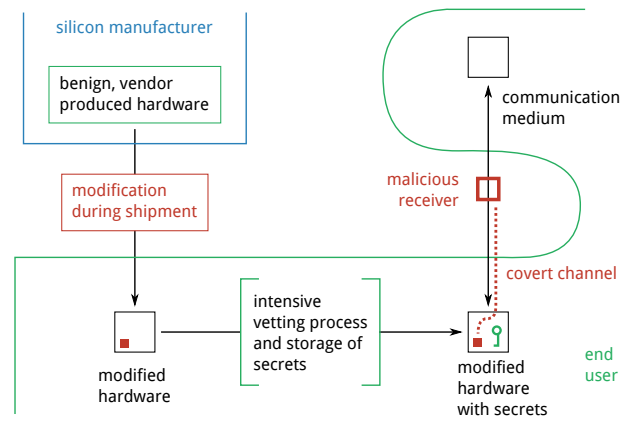 silicon manufacturer
benign, vendor
produced hardware
modification
during shipment
modified
hardware
intensive
vetting process
and storage of
secrets
communication
medium
malicious
receiver
covert channel
modified
hardware
with secrets
end
user